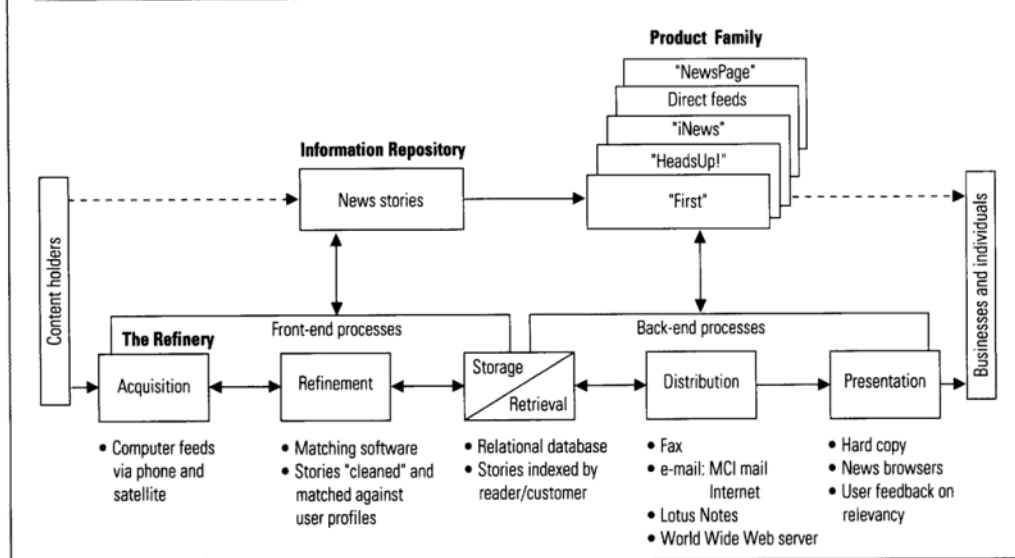 Product Family
"NewsPage"
Direct feeds
"iNews"
"HeadsUp!"
"First"
Information Repository
News stories
Content holders
Businesses and individuals
The Refinery
Front-end processes
Back-end processes
Acquisition
Refinement
Storage
Retrieval
Distribution
Presentation
• Computer feeds
via phone and
satellite
• Matching software
• Stories "cleaned" and
matched against
user profiles
• Relational database
• Stories indexed by
reader/customer
• Fax
• e-mail: MCI mail
Internet
• Lotus Notes
• World Wide Web server
• Hard copy
• News browsers
• User feedback on
relevancy